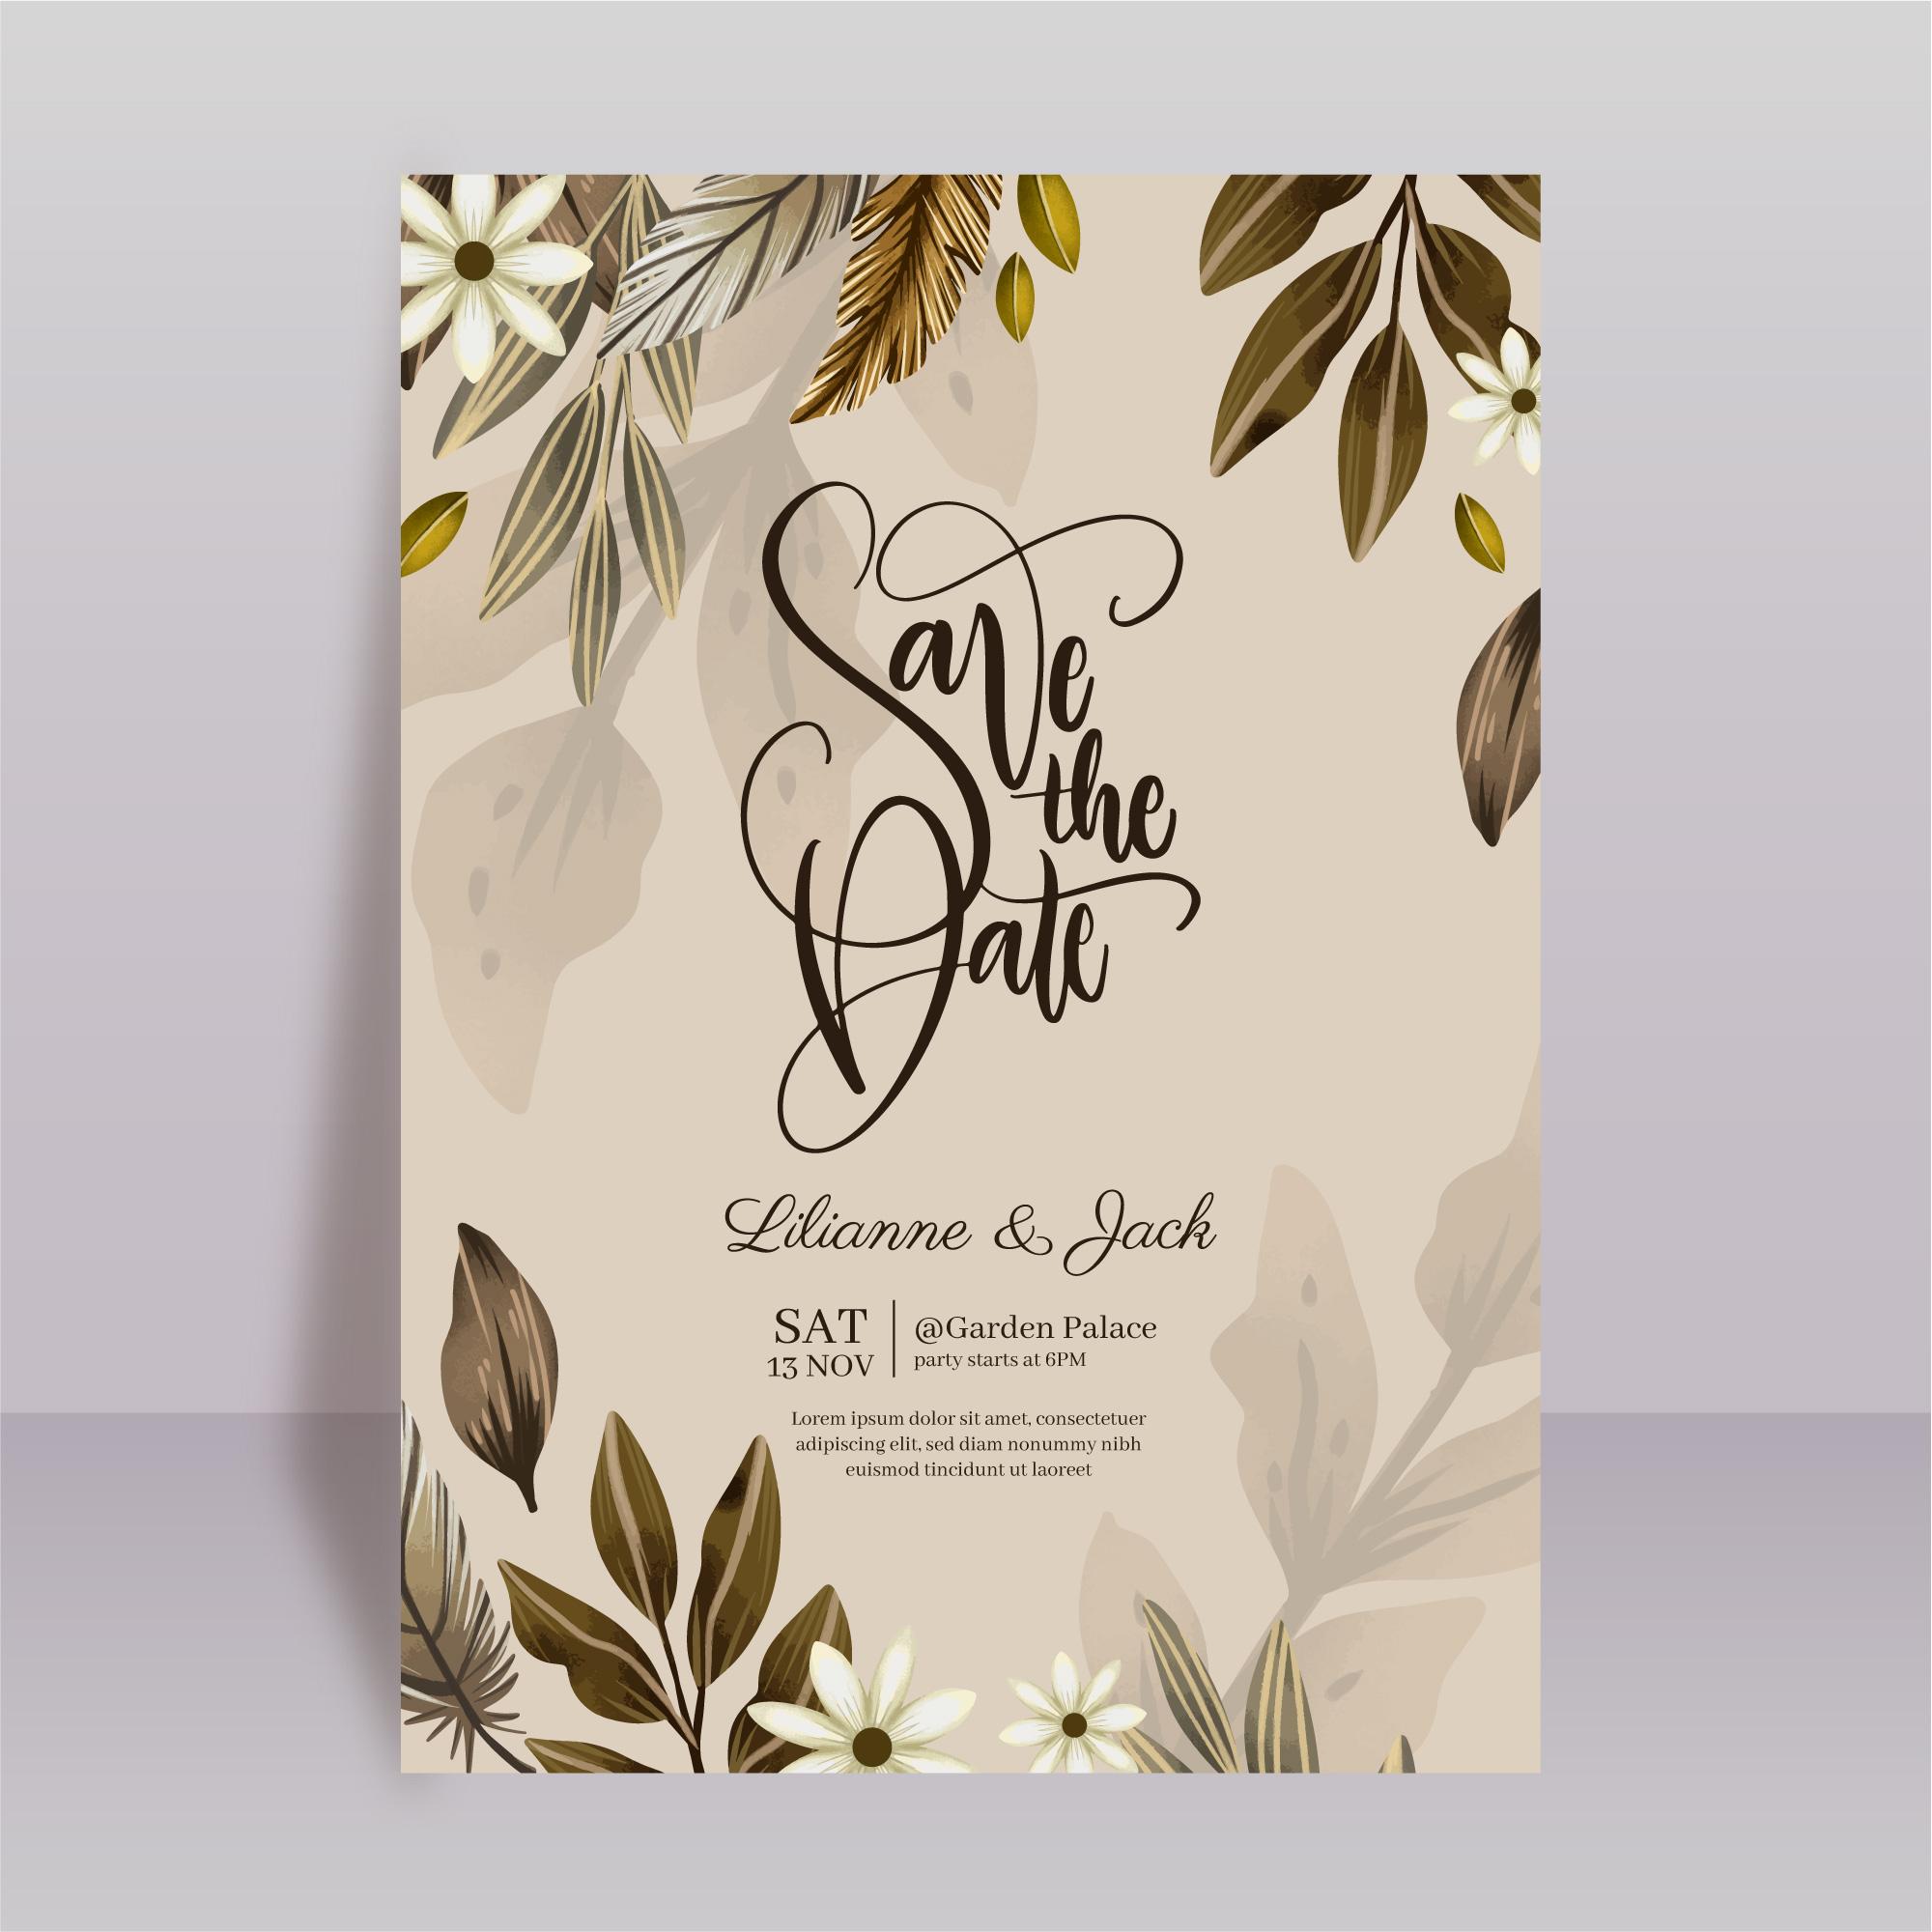 Save
the
Date
Lilianne & Jack
SAT
13 NOV
@Garden Palace
party starts at 6PM
Lorem ipsum dolor sit amet, consectetuer
adipiscing elit, sed diam nonummy nibh
euismod tincidunt ut laoreet